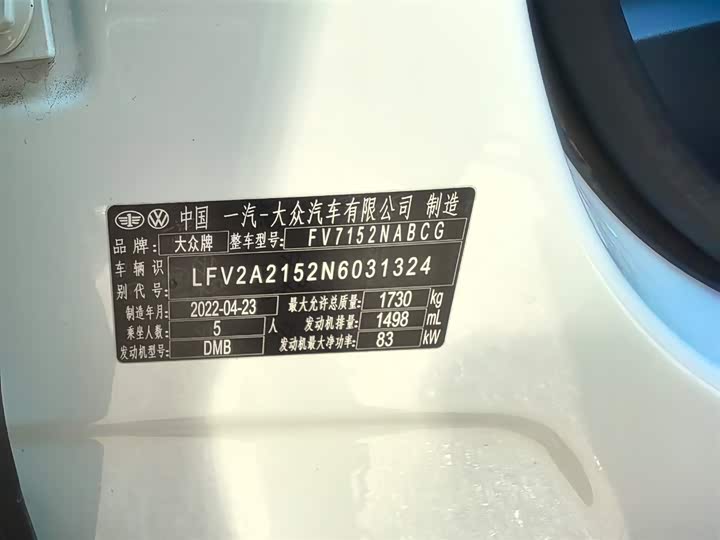 中国 一汽-大众汽车有限公司 制造
品牌: 大众牌 整车型号: FV7152NABCG
车辆识别代号: LFV2A2152N6031324
制造年月: 2022-04-23 最大允许总质量: 1730 kg
乘坐人数: 5 人 发动机排量: 1498 mL
发动机型号: DMB 发动机最大净功率: 83 kW